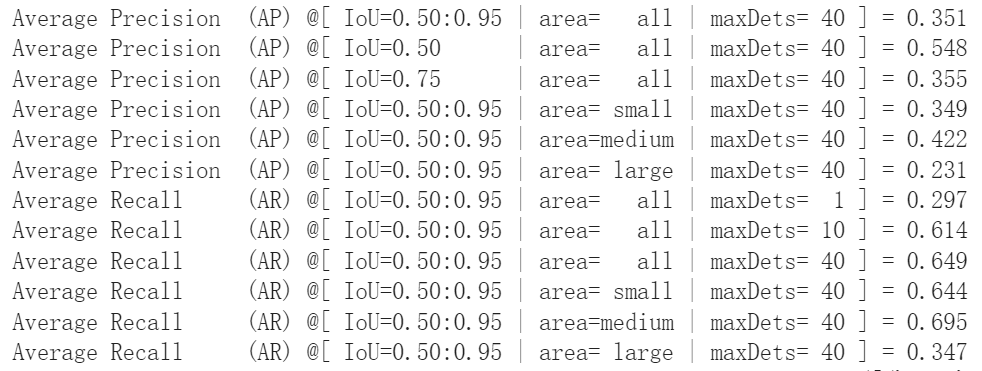 Average Precision  (AP) @[ IoU=0.50:0.95 | area=   all | maxDets= 40 ] = 0.351
Average Precision  (AP) @[ IoU=0.50      | area=   all | maxDets= 40 ] = 0.548
Average Precision  (AP) @[ IoU=0.75      | area=   all | maxDets= 40 ] = 0.355
Average Precision  (AP) @[ IoU=0.50:0.95 | area= small | maxDets= 40 ] = 0.349
Average Precision  (AP) @[ IoU=0.50:0.95 | area=medium | maxDets= 40 ] = 0.422
Average Precision  (AP) @[ IoU=0.50:0.95 | area= large | maxDets= 40 ] = 0.231
Average Recall     (AR) @[ IoU=0.50:0.95 | area=   all | maxDets=  1 ] = 0.297
Average Recall     (AR) @[ IoU=0.50:0.95 | area=   all | maxDets= 10 ] = 0.614
Average Recall     (AR) @[ IoU=0.50:0.95 | area=   all | maxDets= 40 ] = 0.649
Average Recall     (AR) @[ IoU=0.50:0.95 | area= small | maxDets= 40 ] = 0.644
Average Recall     (AR) @[ IoU=0.50:0.95 | area=medium | maxDets= 40 ] = 0.695
Average Recall     (AR) @[ IoU=0.50:0.95 | area= large | maxDets= 40 ] = 0.347